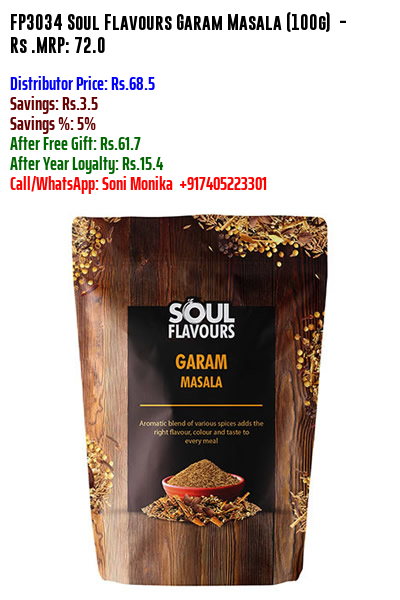 FP3034 Soul Flavours Garam Masala (100g) -
Rs .MRP: 72.0
Distributor Price: Rs.68.5
Savings: Rs.3.5
Savings %: 5%
After Free Gift: Rs.61.7
After Year Loyalty: Rs.15.4
Call/WhatsApp: Soni Monika +917405223301
SOUL
FLAVOURS
GARAM
MASALA
Aromatic blend of various spices adds the
right flavour, colour and taste to
every meal